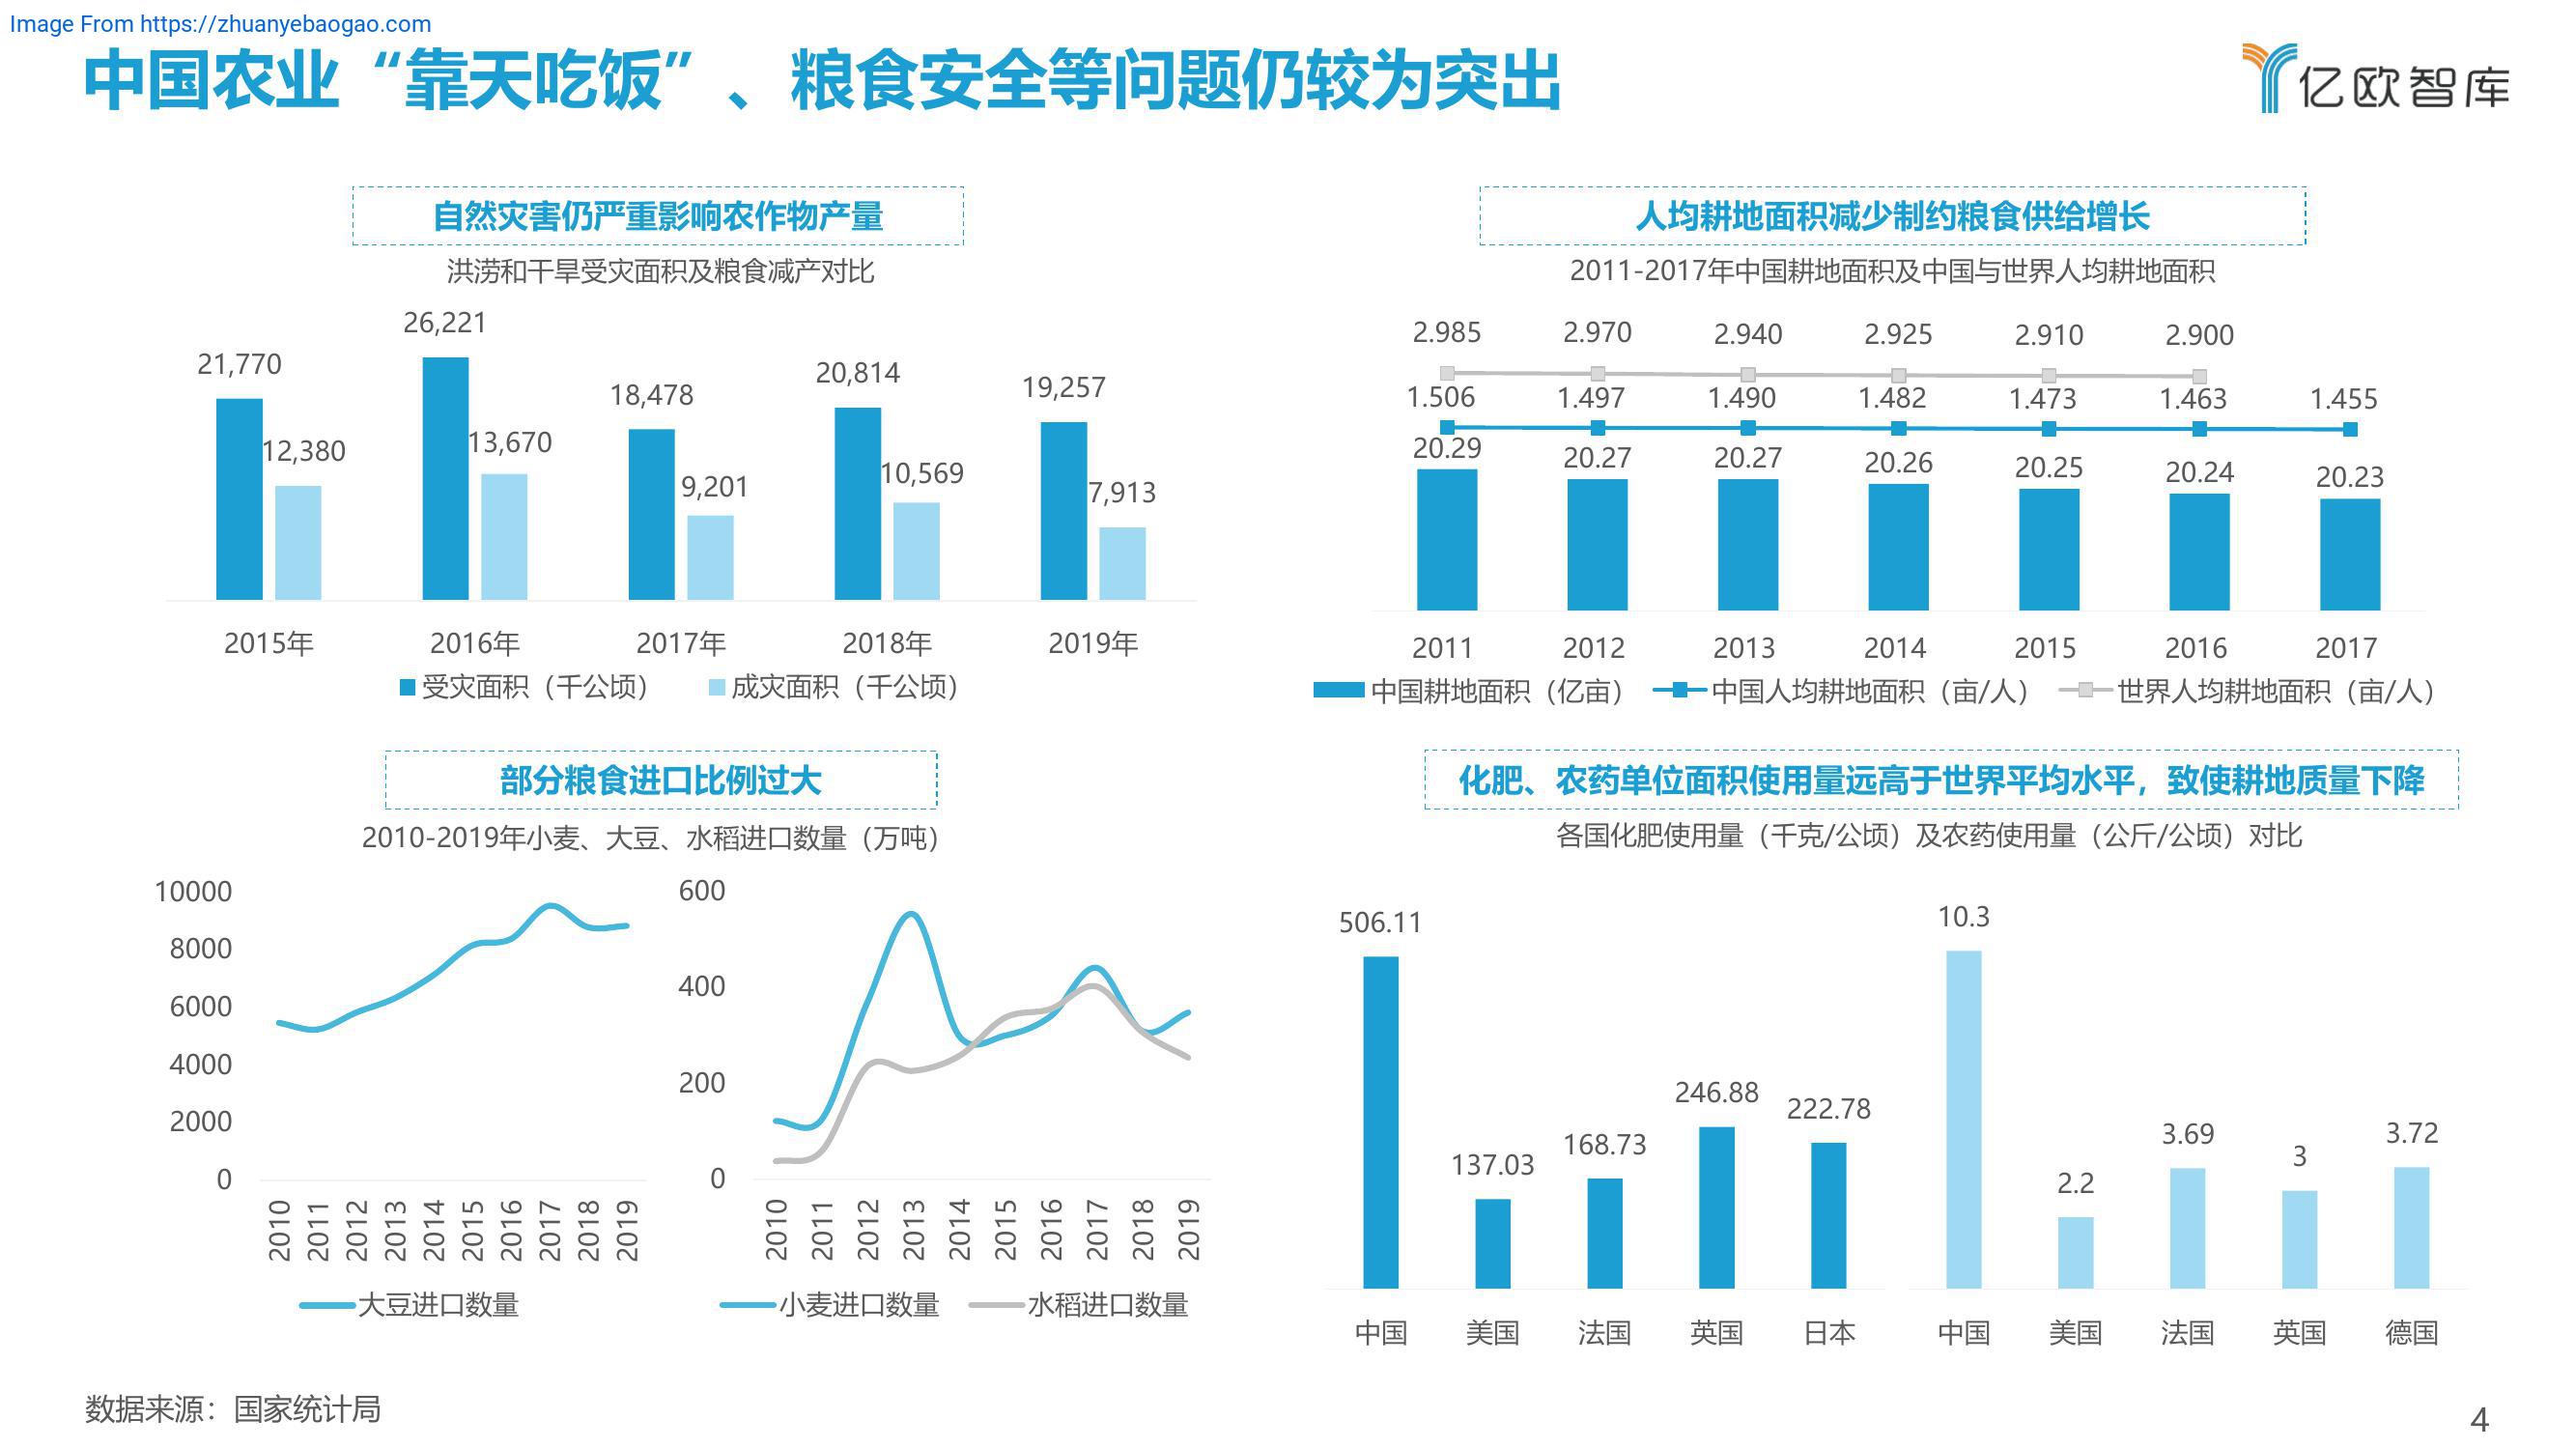 Image From https://zhuanyebaogao.com
中国农业“靠天吃饭”、粮食安全等问题仍较为突出
亿欧智库
自然灾害仍严重影响农作物产量
洪涝和干旱受灾面积及粮食减产对比
26,221
21,770
20,814
19,257
18,478
13,670
12,380
10,569
9,201
7,913
2015年 2016年 2017年 2018年 2019年
受灾面积（千公顷） 成灾面积（千公顷）
人均耕地面积减少制约粮食供给增长
2011-2017年中国耕地面积及中国与世界人均耕地面积
2.985 2.970 2.940 2.925 2.910 2.900
1.506 1.497 1.490 1.482 1.473 1.463 1.455
20.29 20.27 20.27 20.26 20.25 20.24 20.23
2011 2012 2013 2014 2015 2016 2017
中国耕地面积（亿亩） 中国人均耕地面积（亩/人） 世界人均耕地面积（亩/人）
部分粮食进口比例过大
2010-2019年小麦、大豆、水稻进口数量（万吨）
10000
8000
6000
4000
2000
0
2010 2011 2012 2013 2014 2015 2016 2017 2018 2019
大豆进口数量
600
400
200
0
2010 2011 2012 2013 2014 2015 2016 2017 2018 2019
小麦进口数量 水稻进口数量
化肥、农药单位面积使用量远高于世界平均水平，致使耕地质量下降
各国化肥使用量（千克/公顷）及农药使用量（公斤/公顷）对比
506.11 137.03 168.73 246.88 222.78
中国 美国 法国 英国 日本
10.3 2.2 3.69 3 3.72
中国 美国 法国 英国 德国
数据来源：国家统计局
4